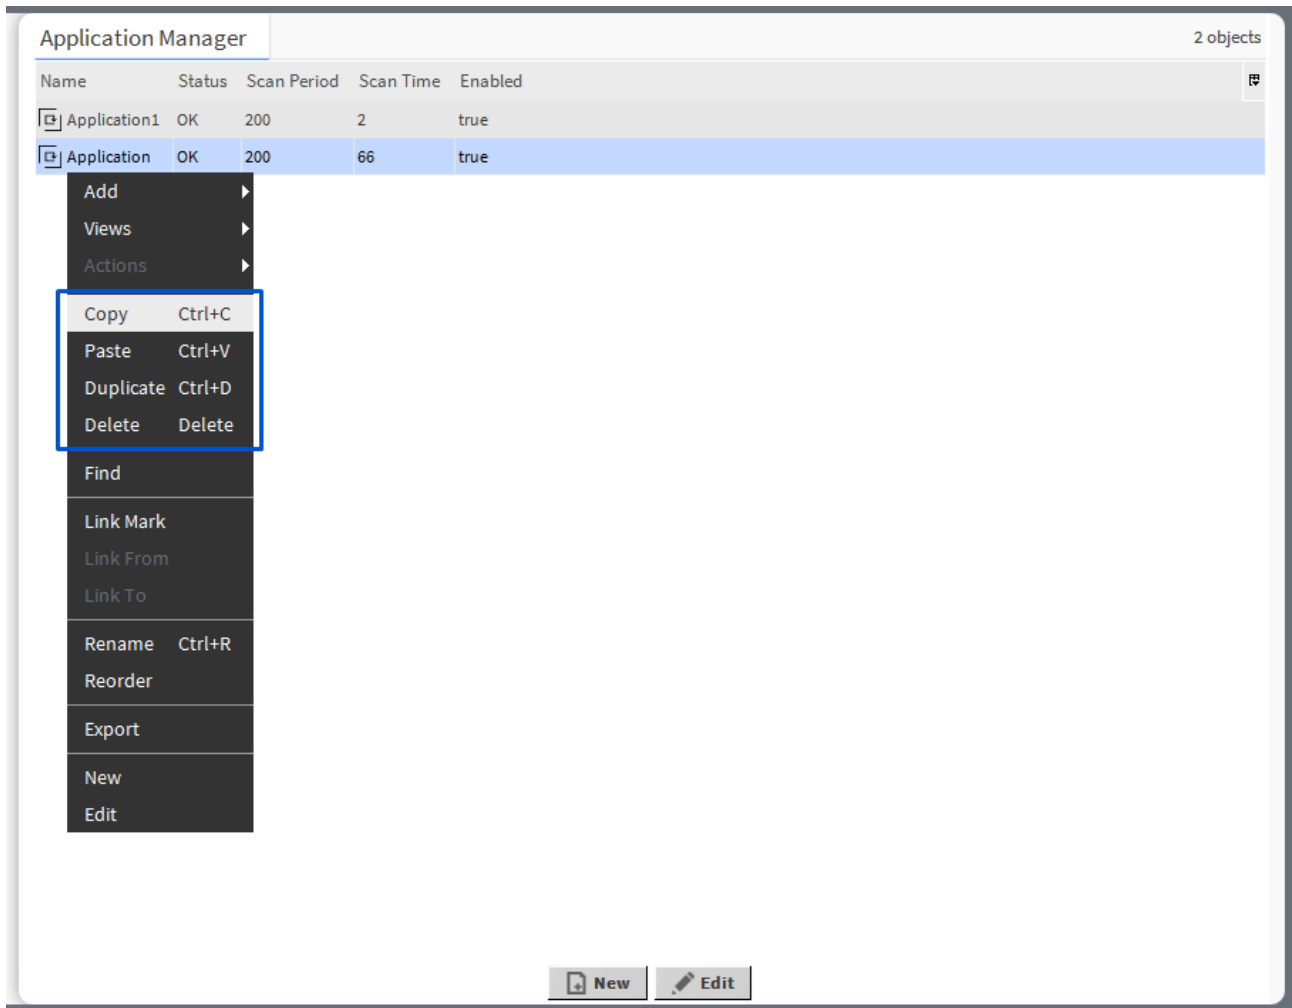 Application Manager 2 objects
Name Status Scan Period Scan Time Enabled
Application1 OK 200 2 true
Application OK 200 66 true
Add
Views
Actions
Copy Ctrl+C
Paste Ctrl+V
Duplicate Ctrl+D
Delete Delete
Find
Link Mark
Link From
Link To
Rename Ctrl+R
Reorder
Export
New
Edit
New Edit